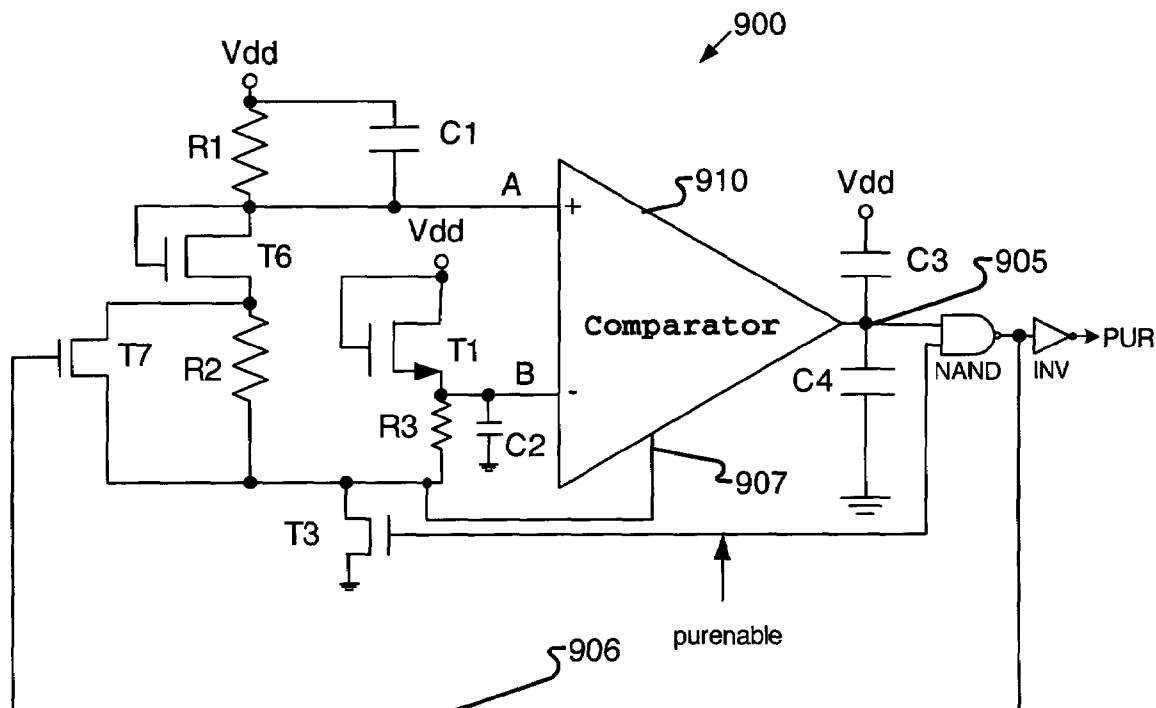 900
Vdd
R1
C1
A
+
910
Vdd
T6
Vdd
C3
905
T7
R2
T1
Comparator
B
-
R3
C2
C4
NAND
INV
PUR
907
T3
purenable
906